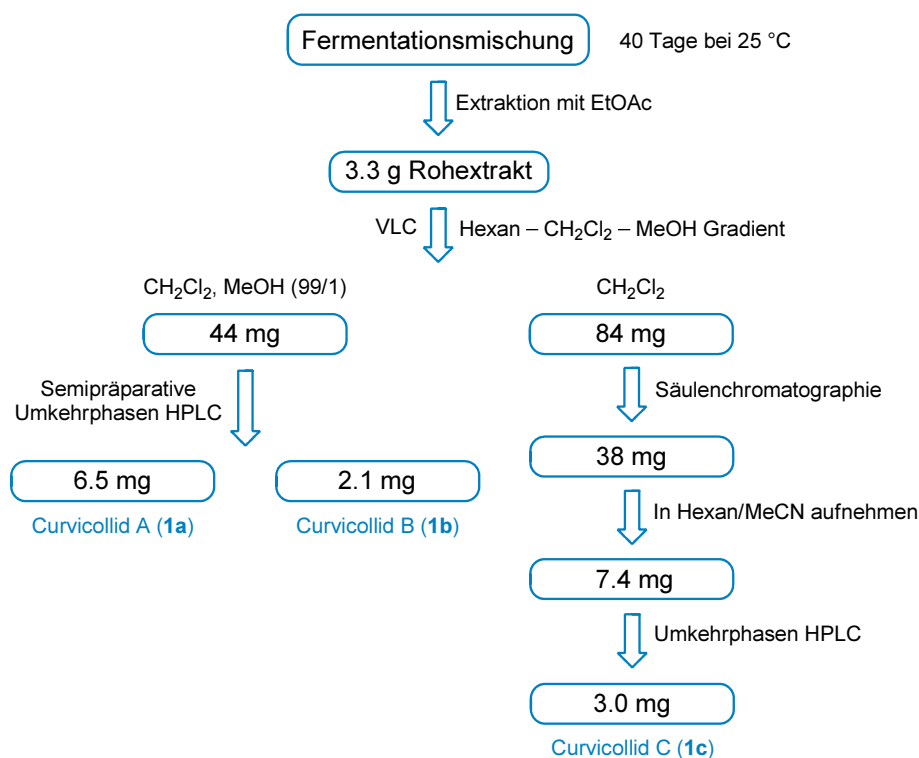 Fermentationsmischung
40 Tage bei 25 °C
Extraktion mit EtOAc
3.3 g Rohextrakt
VLC
Hexan – CH₂Cl₂ – MeOH Gradient
CH₂Cl₂, MeOH (99/1)
44 mg
Semipräparative
Umkehrphasen HPLC
6.5 mg
Curvicollid A (1a)
2.1 mg
Curvicollid B (1b)
CH₂Cl₂
84 mg
Säulenchromatographie
38 mg
In Hexan/MeCN aufnehmen
7.4 mg
Umkehrphasen HPLC
3.0 mg
Curvicollid C (1c)